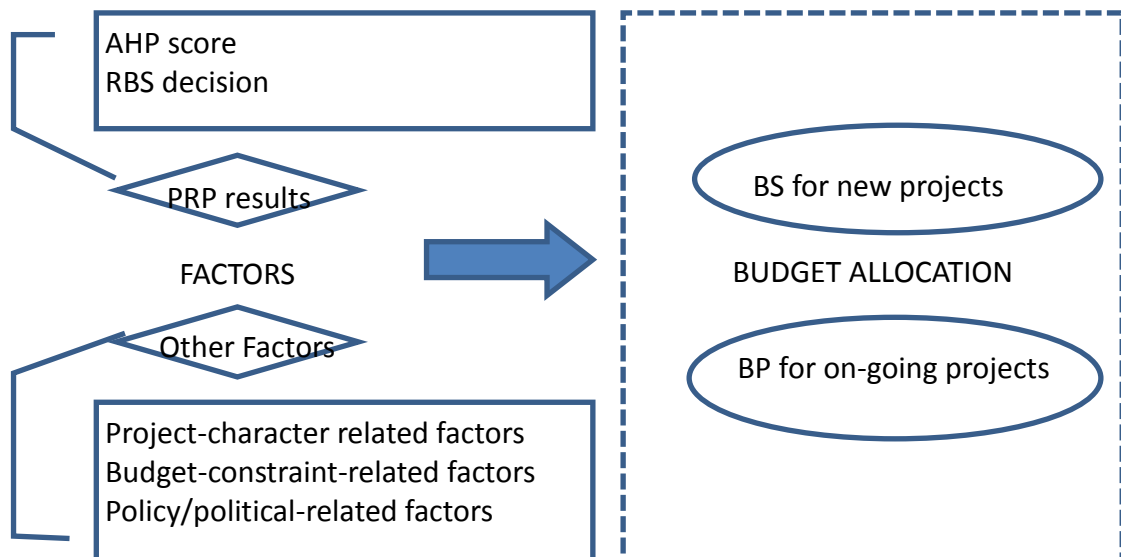 AHP score
RBS decision
PRP results
FACTORS
Other Factors
Project-character related factors
Budget-constraint-related factors
Policy/political-related factors
BS for new projects
BUDGET ALLOCATION
BP for on-going projects